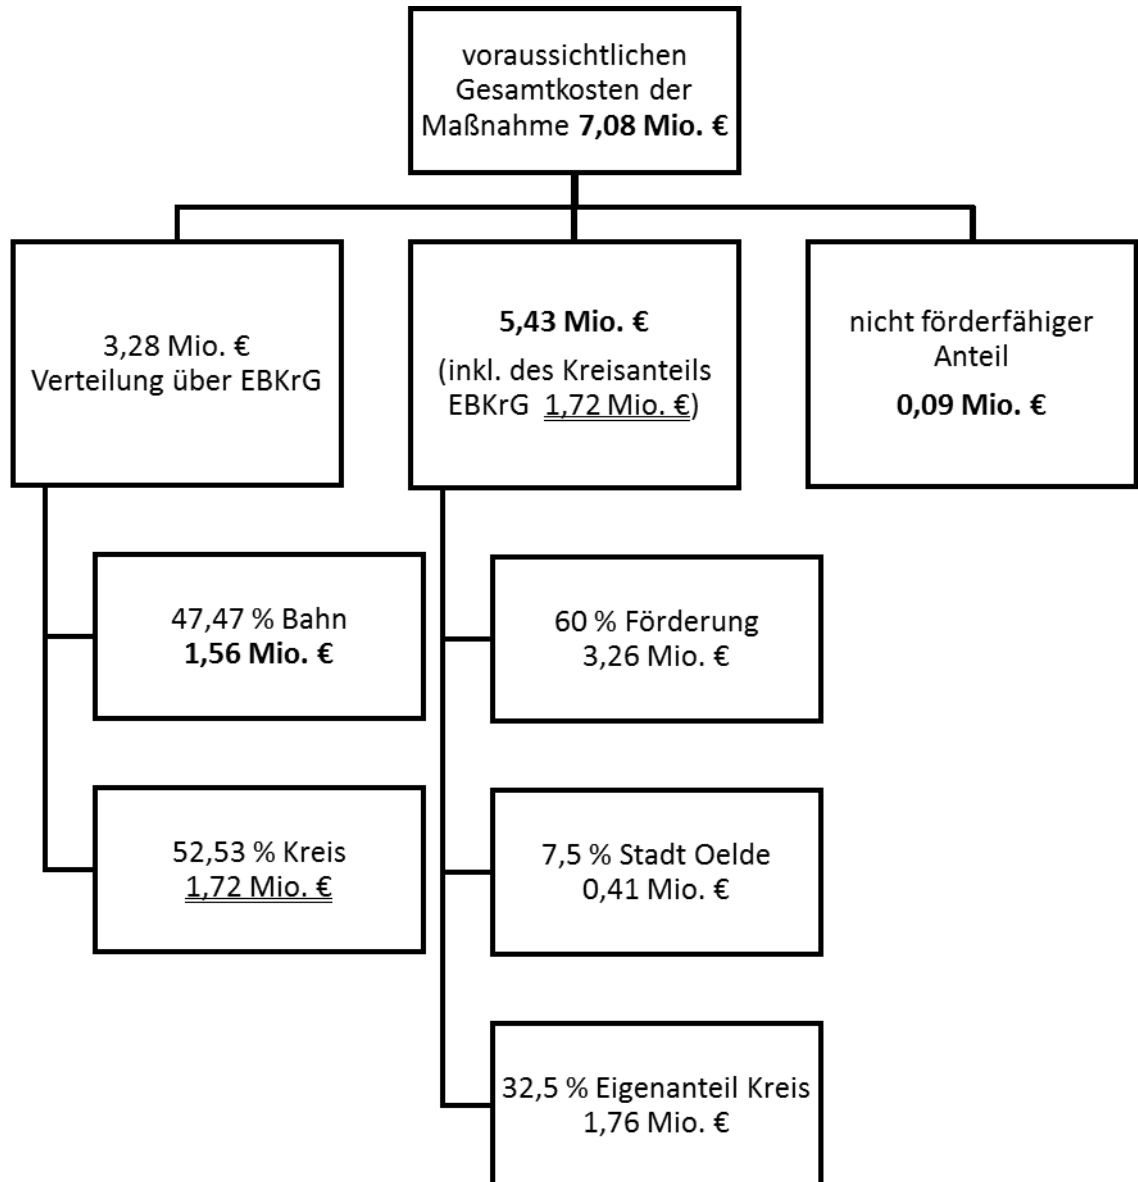 voraussichtlichen
Gesamtkosten der
Maßnahme 7,08 Mio. €
3,28 Mio. €
Verteilung über EBKrG
5,43 Mio. €
(inkl. des Kreisanteils
EBKrG 1,72 Mio. €)
nicht förderfähiger
Anteil
0,09 Mio. €
47,47 % Bahn
1,56 Mio. €
52,53 % Kreis
1,72 Mio. €
60 % Förderung
3,26 Mio. €
7,5 % Stadt Oelde
0,41 Mio. €
32,5 % Eigenanteil Kreis
1,76 Mio. €